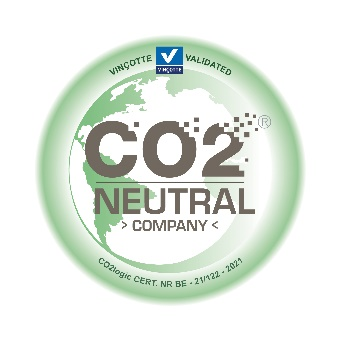 VINÇOTTE VALIDATED
VINÇOTTE
CO2®
NEUTRAL
> COMPANY <
CO2logic CERT. NR BE - 21/122 - 2021